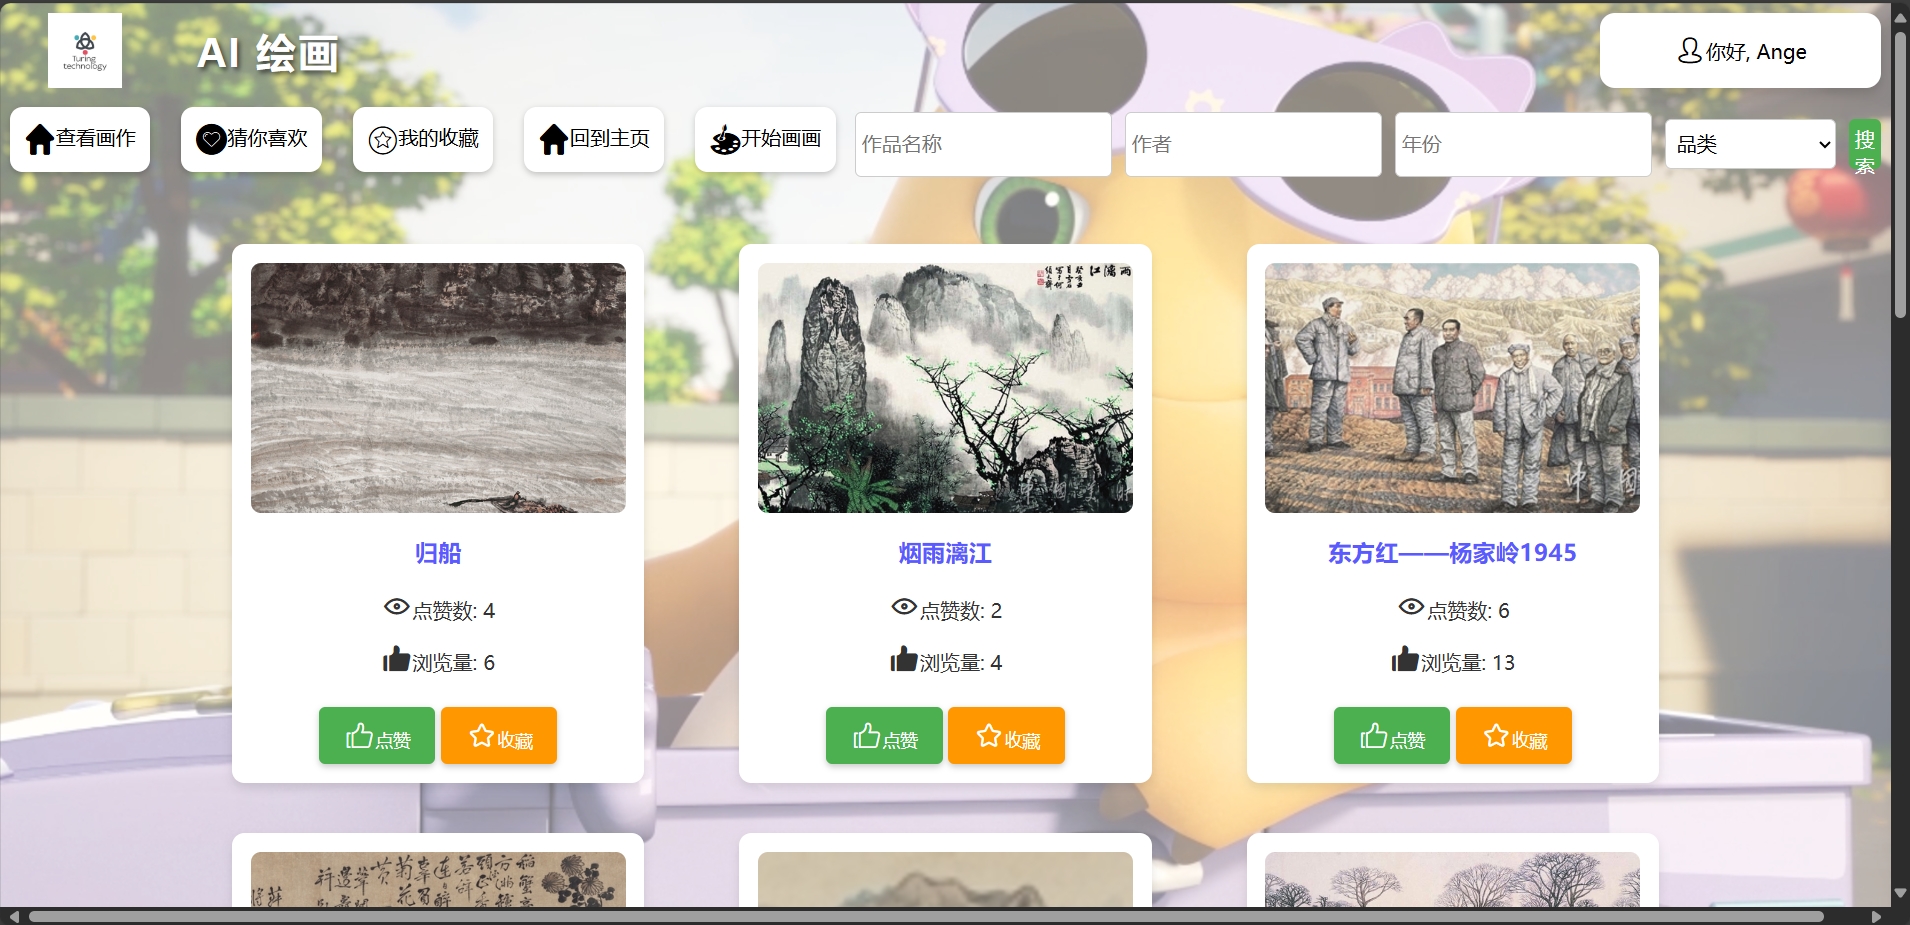 Turing
technology
AI 绘画
你好, Ange
查看画作
猜你喜欢
我的收藏
回到主页
开始画画
作品名称
作者
年份
品类
搜
索
归船
点赞数: 4
浏览量: 6
点赞
收藏
烟雨漓江
点赞数: 2
浏览量: 4
点赞
收藏
东方红——杨家岭1945
点赞数: 6
浏览量: 13
点赞
收藏